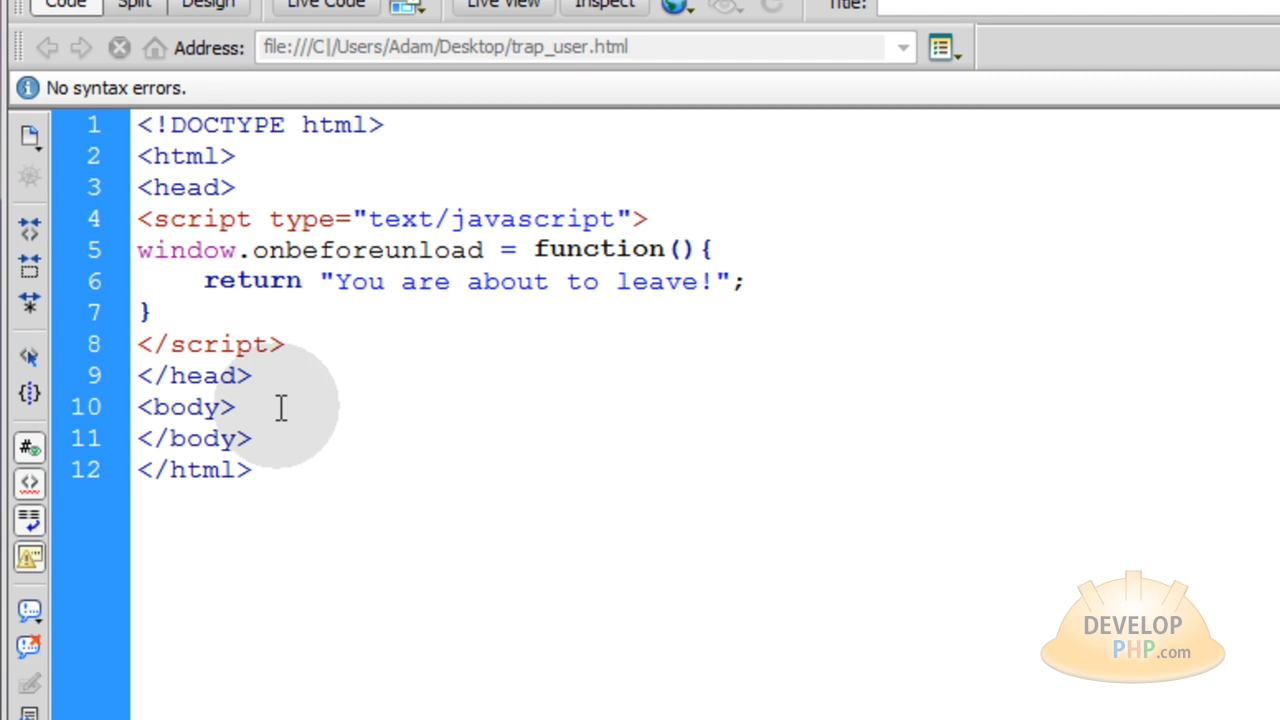 Code Split Design Live Code Live View Inspect Title:
Address: file:///C|/Users/Adam/Desktop/trap_user.html
No syntax errors.
1 <!DOCTYPE html>
2 <html>
3 <head>
4 <script type="text/javascript">
5 window.onbeforeunload = function(){
6 return "You are about to leave!";
7 }
8 </script>
9 </head>
10 <body>
11 </body>
12 </html>
DEVELOP
PHP.com